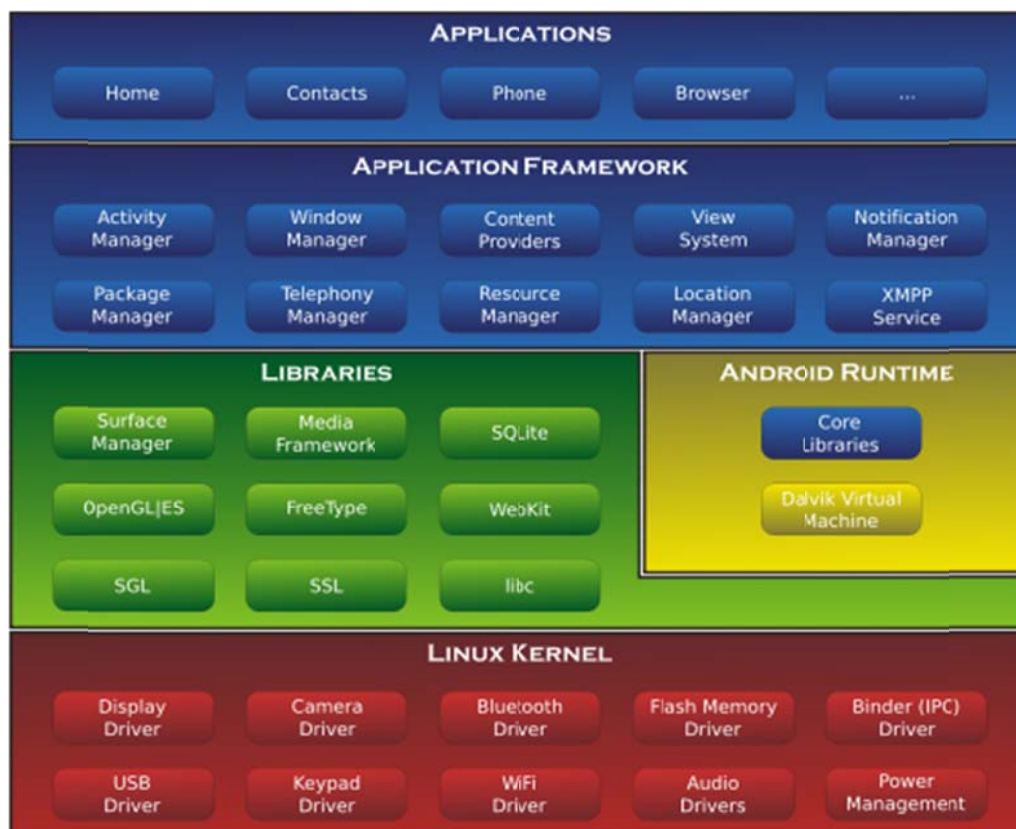 APPLICATIONS
Home
Contacts
Phone
Browser
...
APPLICATION FRAMEWORK
Activity
Manager
Window
Manager
Content
Providers
View
System
Notification
Manager
Package
Manager
Telephony
Manager
Resource
Manager
Location
Manager
XMPP
Service
LIBRARIES
Surface
Manager
Media
Framework
SQLite
OpenGL|ES
FreeType
WebKit
SGL
SSL
libc
ANDROID RUNTIME
Core
Libraries
Dalvik Virtual
Machine
LINUX KERNEL
Display
Driver
Camera
Driver
Bluetooth
Driver
Flash Memory
Driver
Binder (IPC)
Driver
USB
Driver
Keypad
Driver
WiFi
Driver
Audio
Drivers
Power
Management